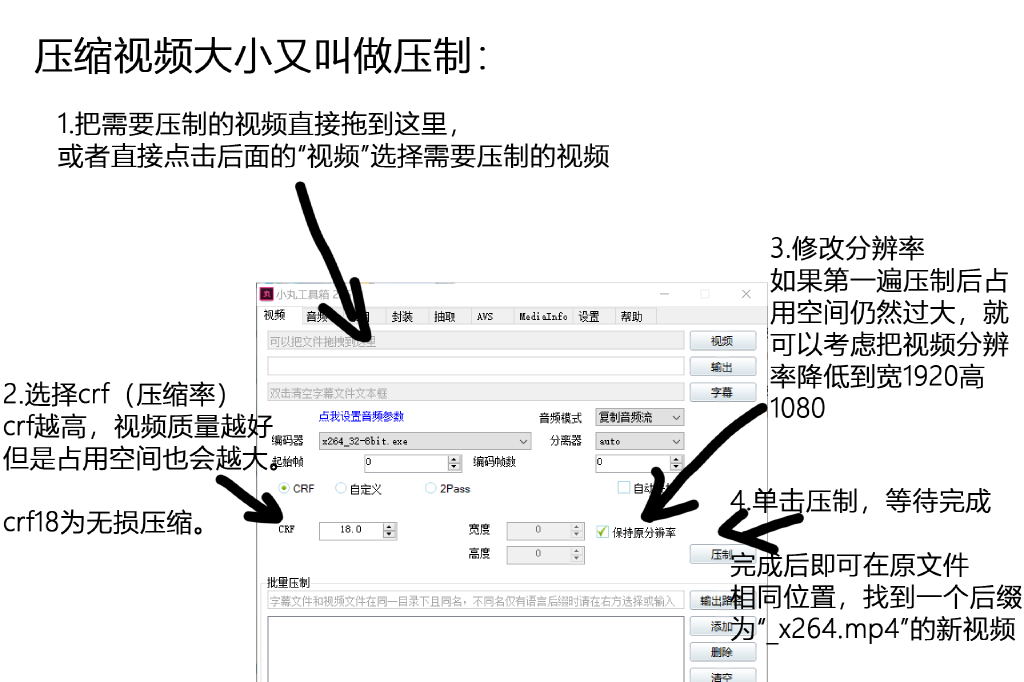 压缩视频大小又叫做压制：
1.把需要压制的视频直接拖到这里，
或者直接点击后面的“视频”选择需要压制的视频
3.修改分辨率
如果第一遍压制后占
用空间仍然过大，就
可以考虑把视频分辨
率降低到宽1920高
1080
2.选择crf（压缩率）
crf越高，视频质量越好
但是占用空间也会越大。
crf18为无损压缩。
4.单击压制，等待完成
完成后即可在原文件
相同位置，找到一个后缀
为“_x264.mp4”的新视频
小丸工具箱
视频 音频 封装 抽取 AVS MediaInfo 设置 帮助
可以把文件拖拽到这里 视频
输出
双击清空字幕文件文本框 字幕
点我设置音频参数 音频模式 复制音频流
编码器 x264_32-8bit.exe 分离器 auto
起始帧 0 编码帧数 0
CRF 自定义 2Pass 自动
CRF 18.0 宽度 0 保持原分辨率
高度 0 压制
批量压制
字幕文件和视频文件在同一目录下且同名，不同名仅有语言后缀时请在右方选择或输入 输出路
添加
删除
清空